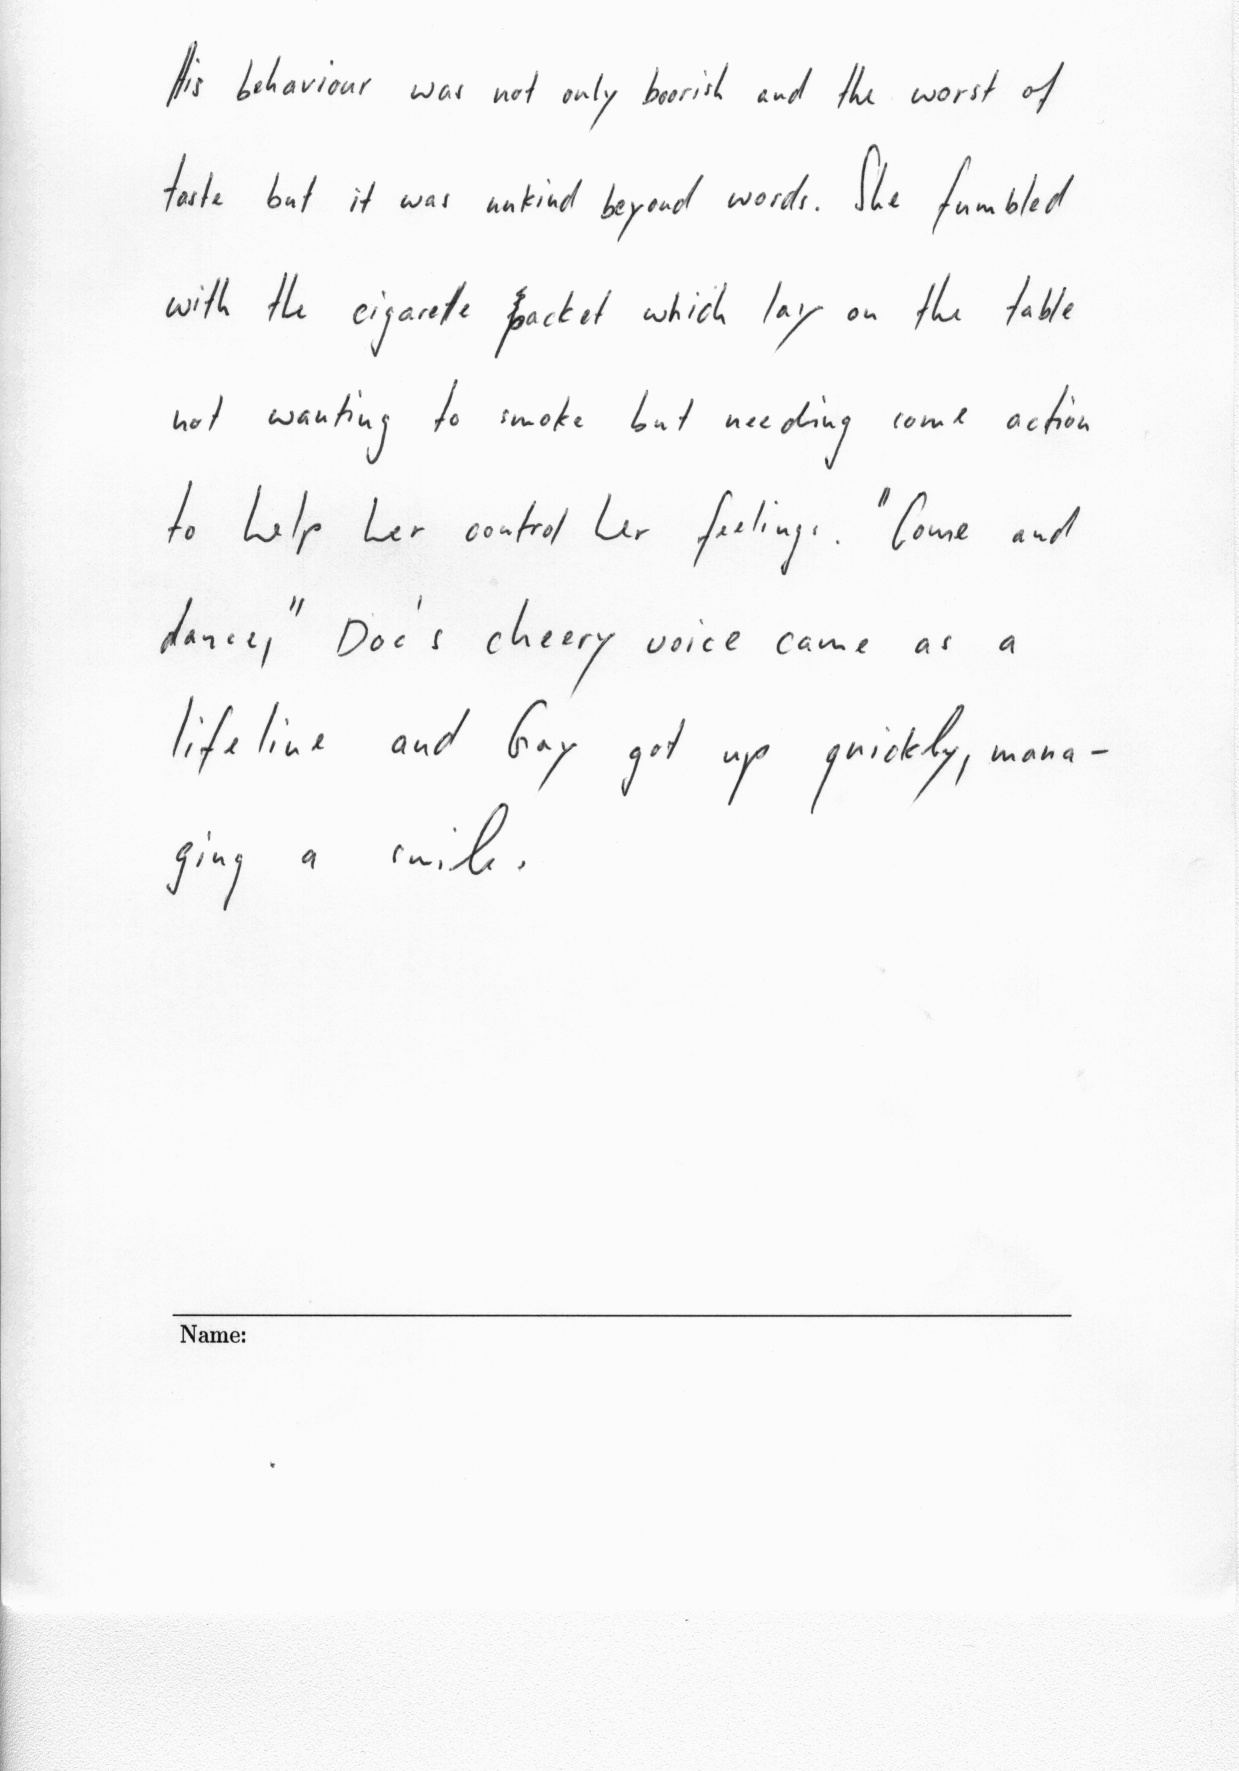 His behaviour was not only boorish and the worst of
taste but it was unkind beyond words. She fumbled
with the cigarette packet which lay on the table
not wanting to smoke but needing some action
to help her control her feelings. "Come and
dance," Doc's cheery voice came as a
lifeline and Gay got up quickly, mana-
ging a smile.
Name: